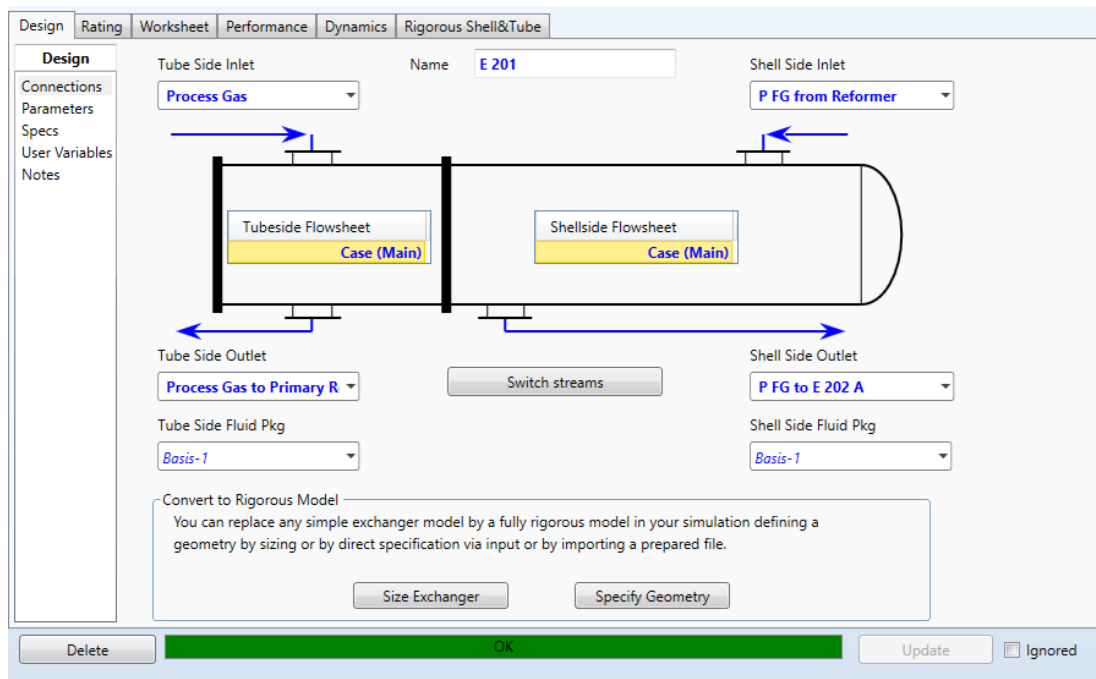 Design Rating Worksheet Performance Dynamics Rigorous Shell&Tube
Design
Connections
Parameters
Specs
User Variables
Notes
Tube Side Inlet Name E 201 Shell Side Inlet
Process Gas P FG from Reformer
Tubeside Flowsheet Shellside Flowsheet
Case (Main) Case (Main)
Tube Side Outlet Shell Side Outlet
Process Gas to Primary R Switch streams P FG to E 202 A
Tube Side Fluid Pkg Shell Side Fluid Pkg
Basis-1 Basis-1
Convert to Rigorous Model
You can replace any simple exchanger model by a fully rigorous model in your simulation defining a
geometry by sizing or by direct specification via input or by importing a prepared file.
Size Exchanger Specify Geometry
Delete OK Update Ignored